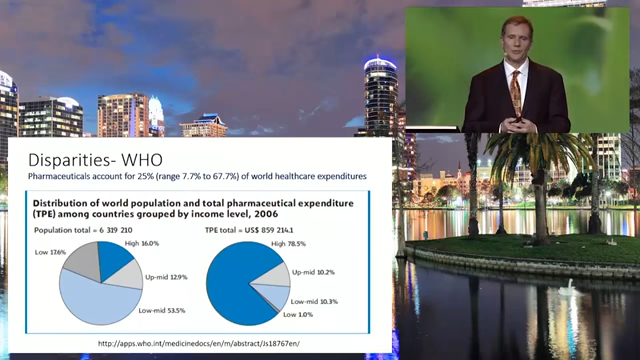 Disparities- WHO
Pharmaceuticals account for 25% (range 7.7% to 67.7%) of world healthcare expenditures
Distribution of world population and total pharmaceutical expenditure
(TPE) among countries grouped by income level, 2006
Population total = 6 319 210
TPE total = US$ 859 214.1
High 16.0%
Low 17.6%
Up-mid 12.9%
Low-mid 53.5%
High 78.5%
Up-mid 10.2%
Low-mid 10.3%
Low 1.0%
http://apps.who.int/medicinedocs/en/m/abstract/Js18767en/